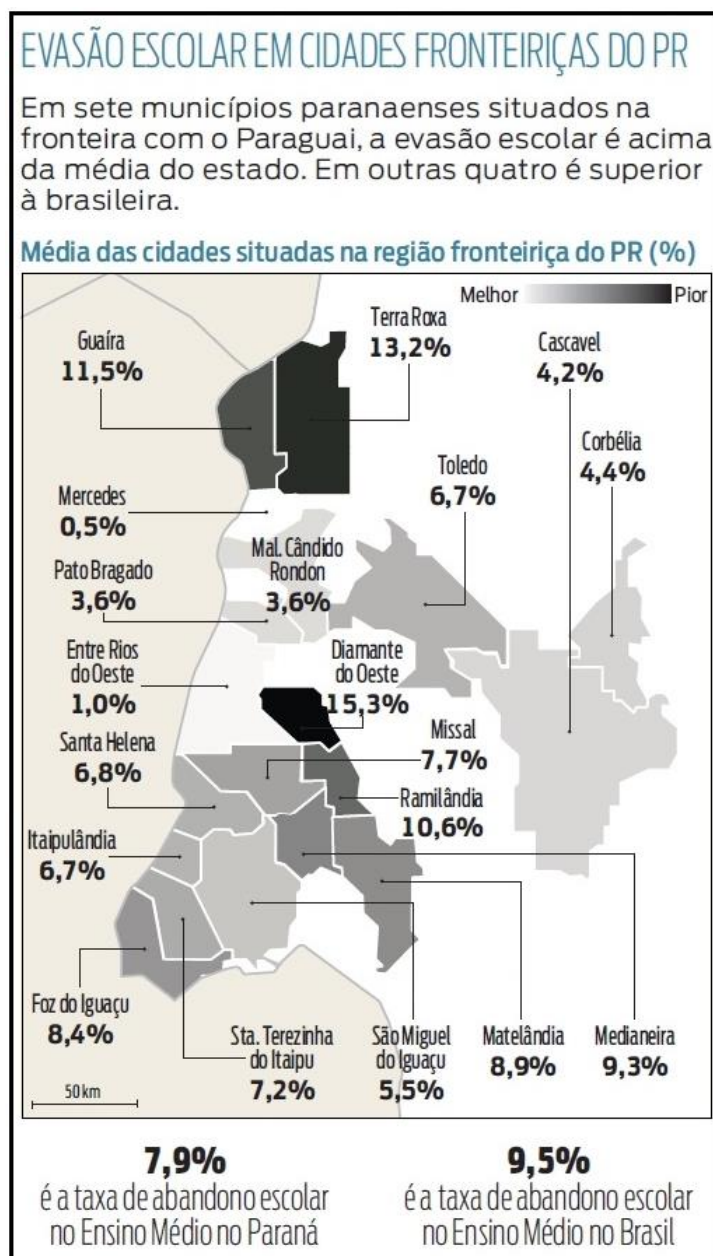 EVASÃO ESCOLAR EM CIDADES FRONTEIRIÇAS DO PR
Em sete municípios paranaenses situados na
fronteira com o Paraguai, a evasão escolar é acima
da média do estado. Em outras quatro é superior
à brasileira.
Média das cidades situadas na região fronteiriça do PR (%)
Melhor Pior
Guaíra
11,5%
Terra Roxa
13,2%
Cascavel
4,2%
Corbélia
4,4%
Toledo
6,7%
Mercedes
0,5%
Mal. Cândido
Rondon
3,6%
Pato Bragado
3,6%
Entre Rios
do Oeste
1,0%
Diamante
do Oeste
15,3%
Missal
7,7%
Santa Helena
6,8%
Ramilândia
10,6%
Itaipulândia
6,7%
Foz do Iguaçu
8,4%
Sta. Terezinha
do Itaipu
7,2%
São Miguel
do Iguaçu
5,5%
Matelândia
8,9%
Medianeira
9,3%
50 km
7,9%
é a taxa de abandono escolar
no Ensino Médio no Paraná
9,5%
é a taxa de abandono escolar
no Ensino Médio no Brasil